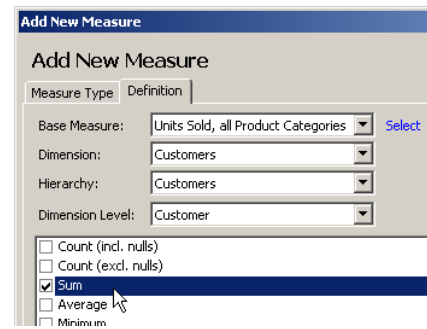 Add New Measure
Add New Measure
Measure Type Definition
Base Measure: Units Sold, all Product Categories Select
Dimension: Customers
Hierarchy: Customers
Dimension Level: Customer
Count (incl. nulls)
Count (excl. nulls)
Sum
Average
Minimum